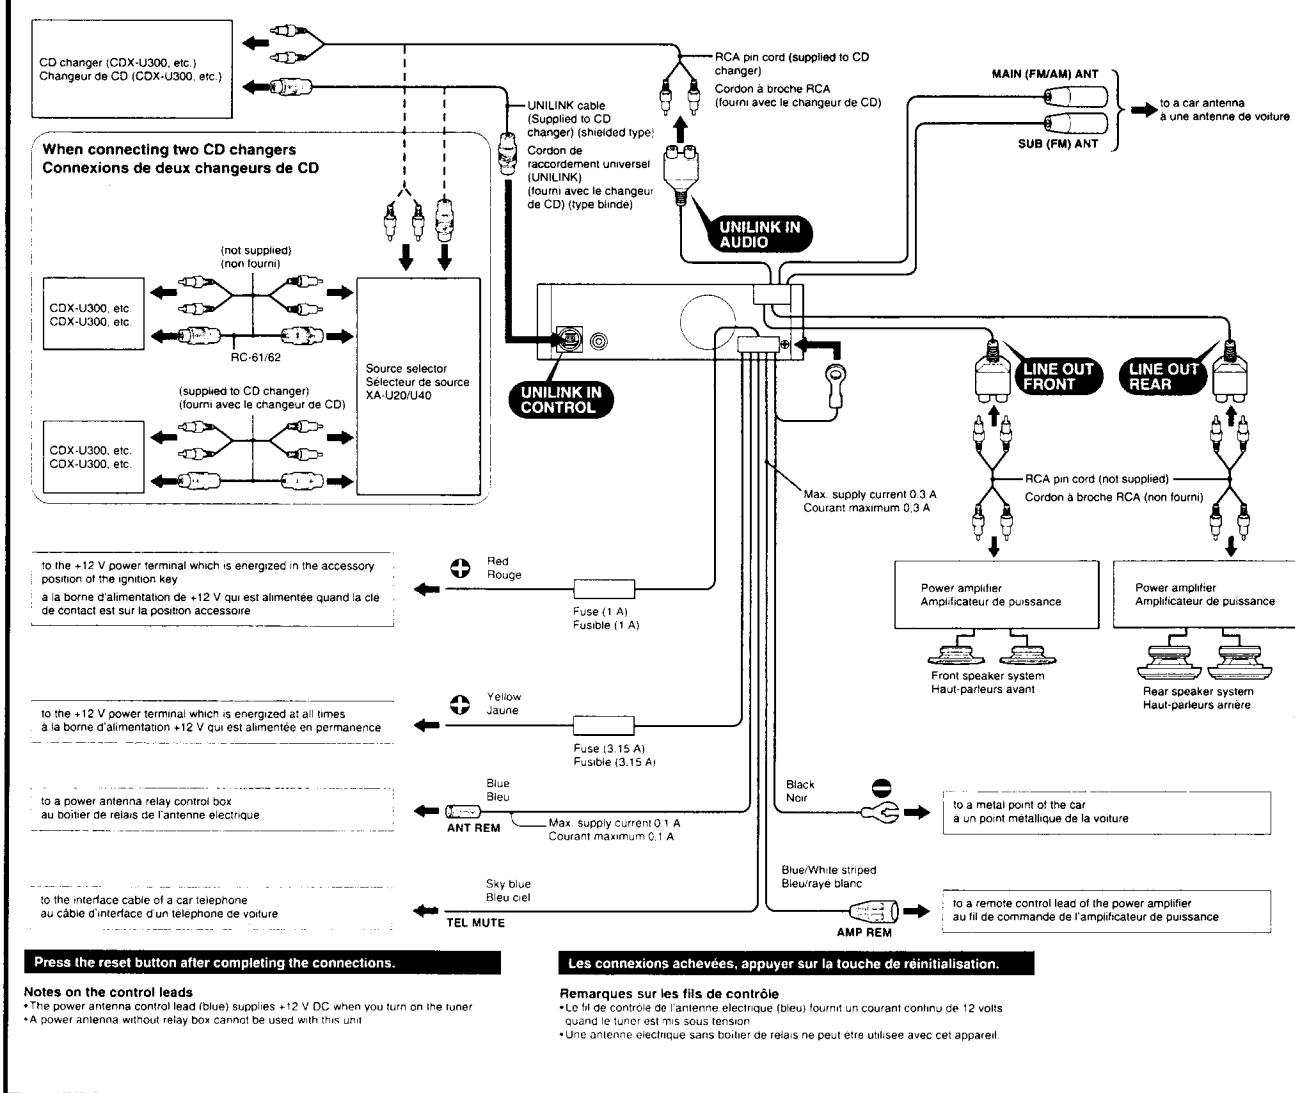 CD changer (CDX-U300, etc.)
Changeur de CD (CDX-U300, etc.)
UNILINK cable
(Supplied to CD
changer) (shielded type)
Cordon de
raccordement universel
(UNILINK)
(fourni avec le changeur
de CD) (type blinde)
RCA pin cord (supplied to CD
changer)
Cordon à broche RCA
(fourni avec le changeur de CD)
MAIN (FM/AM) ANT
SUB (FM) ANT
to a car antenna
à une antenne de voiture
When connecting two CD changers
Connexions de deux changeurs de CD
(not supplied)
(non fourni)
CDX-U300, etc.
CDX-U300, etc.
RC-61/62
(supplied to CD changer)
(fourni avec le changeur de CD)
CDX-U300, etc.
CDX-U300, etc.
Source selector
Sélecteur de source
XA-U20/U40
UNILINK IN
AUDIO
UNILINK IN
CONTROL
LINE OUT
FRONT
LINE OUT
REAR
Max. supply current 0.3 A
Courant maximum 0,3 A
RCA pin cord (not supplied)
Cordon à broche RCA (non fourni)
Power amplifier
Amplificateur de puissance
Power amplifier
Amplificateur de puissance
Front speaker system
Haut-parleurs avant
Rear speaker system
Haut-parleurs arrière
to the +12 V power terminal which is energized in the accessory
position of the ignition key
à la borne d'alimentation de +12 V qui est alimentée quand la cle
de contact est sur la position accessoire
Red
Rouge
Fuse (1 A)
Fusible (1 A)
to the +12 V power terminal which is energized at all times
à la borne d'alimentation +12 V qui est alimentée en permanence
Yellow
Jaune
Fuse (3.15 A)
Fusible (3.15 A)
to a power antenna relay control box
au boîtier de relais de l'antenne électrique
Blue
Bleu
ANT REM
Max. supply current 0.1 A
Courant maximum 0,1 A
to the interface cable of a car telephone
au câble d'interface d'un téléphone de voiture
Sky blue
Bleu ciel
TEL MUTE
Black
Noir
to a metal point of the car
à un point métallique de la voiture
Blue/White striped
Bleu/rayé blanc
AMP REM
to a remote control lead of the power amplifier
au fil de commande de l'amplificateur de puissance
Press the reset button after completing the connections.
Notes on the control leads
•The power antenna control lead (blue) supplies +12 V DC when you turn on the tuner
•A power antenna without relay box cannot be used with this unit
Les connexions achevées, appuyer sur la touche de réinitialisation.
Remarques sur les fils de contrôle
•Le fil de contrôle de l'antenne électrique (bleu) fournit un courant continu de 12 volts
quand le tuner est mis sous tension
•Une antenne électrique sans boîtier de relais ne peut être utilisée avec cet appareil.